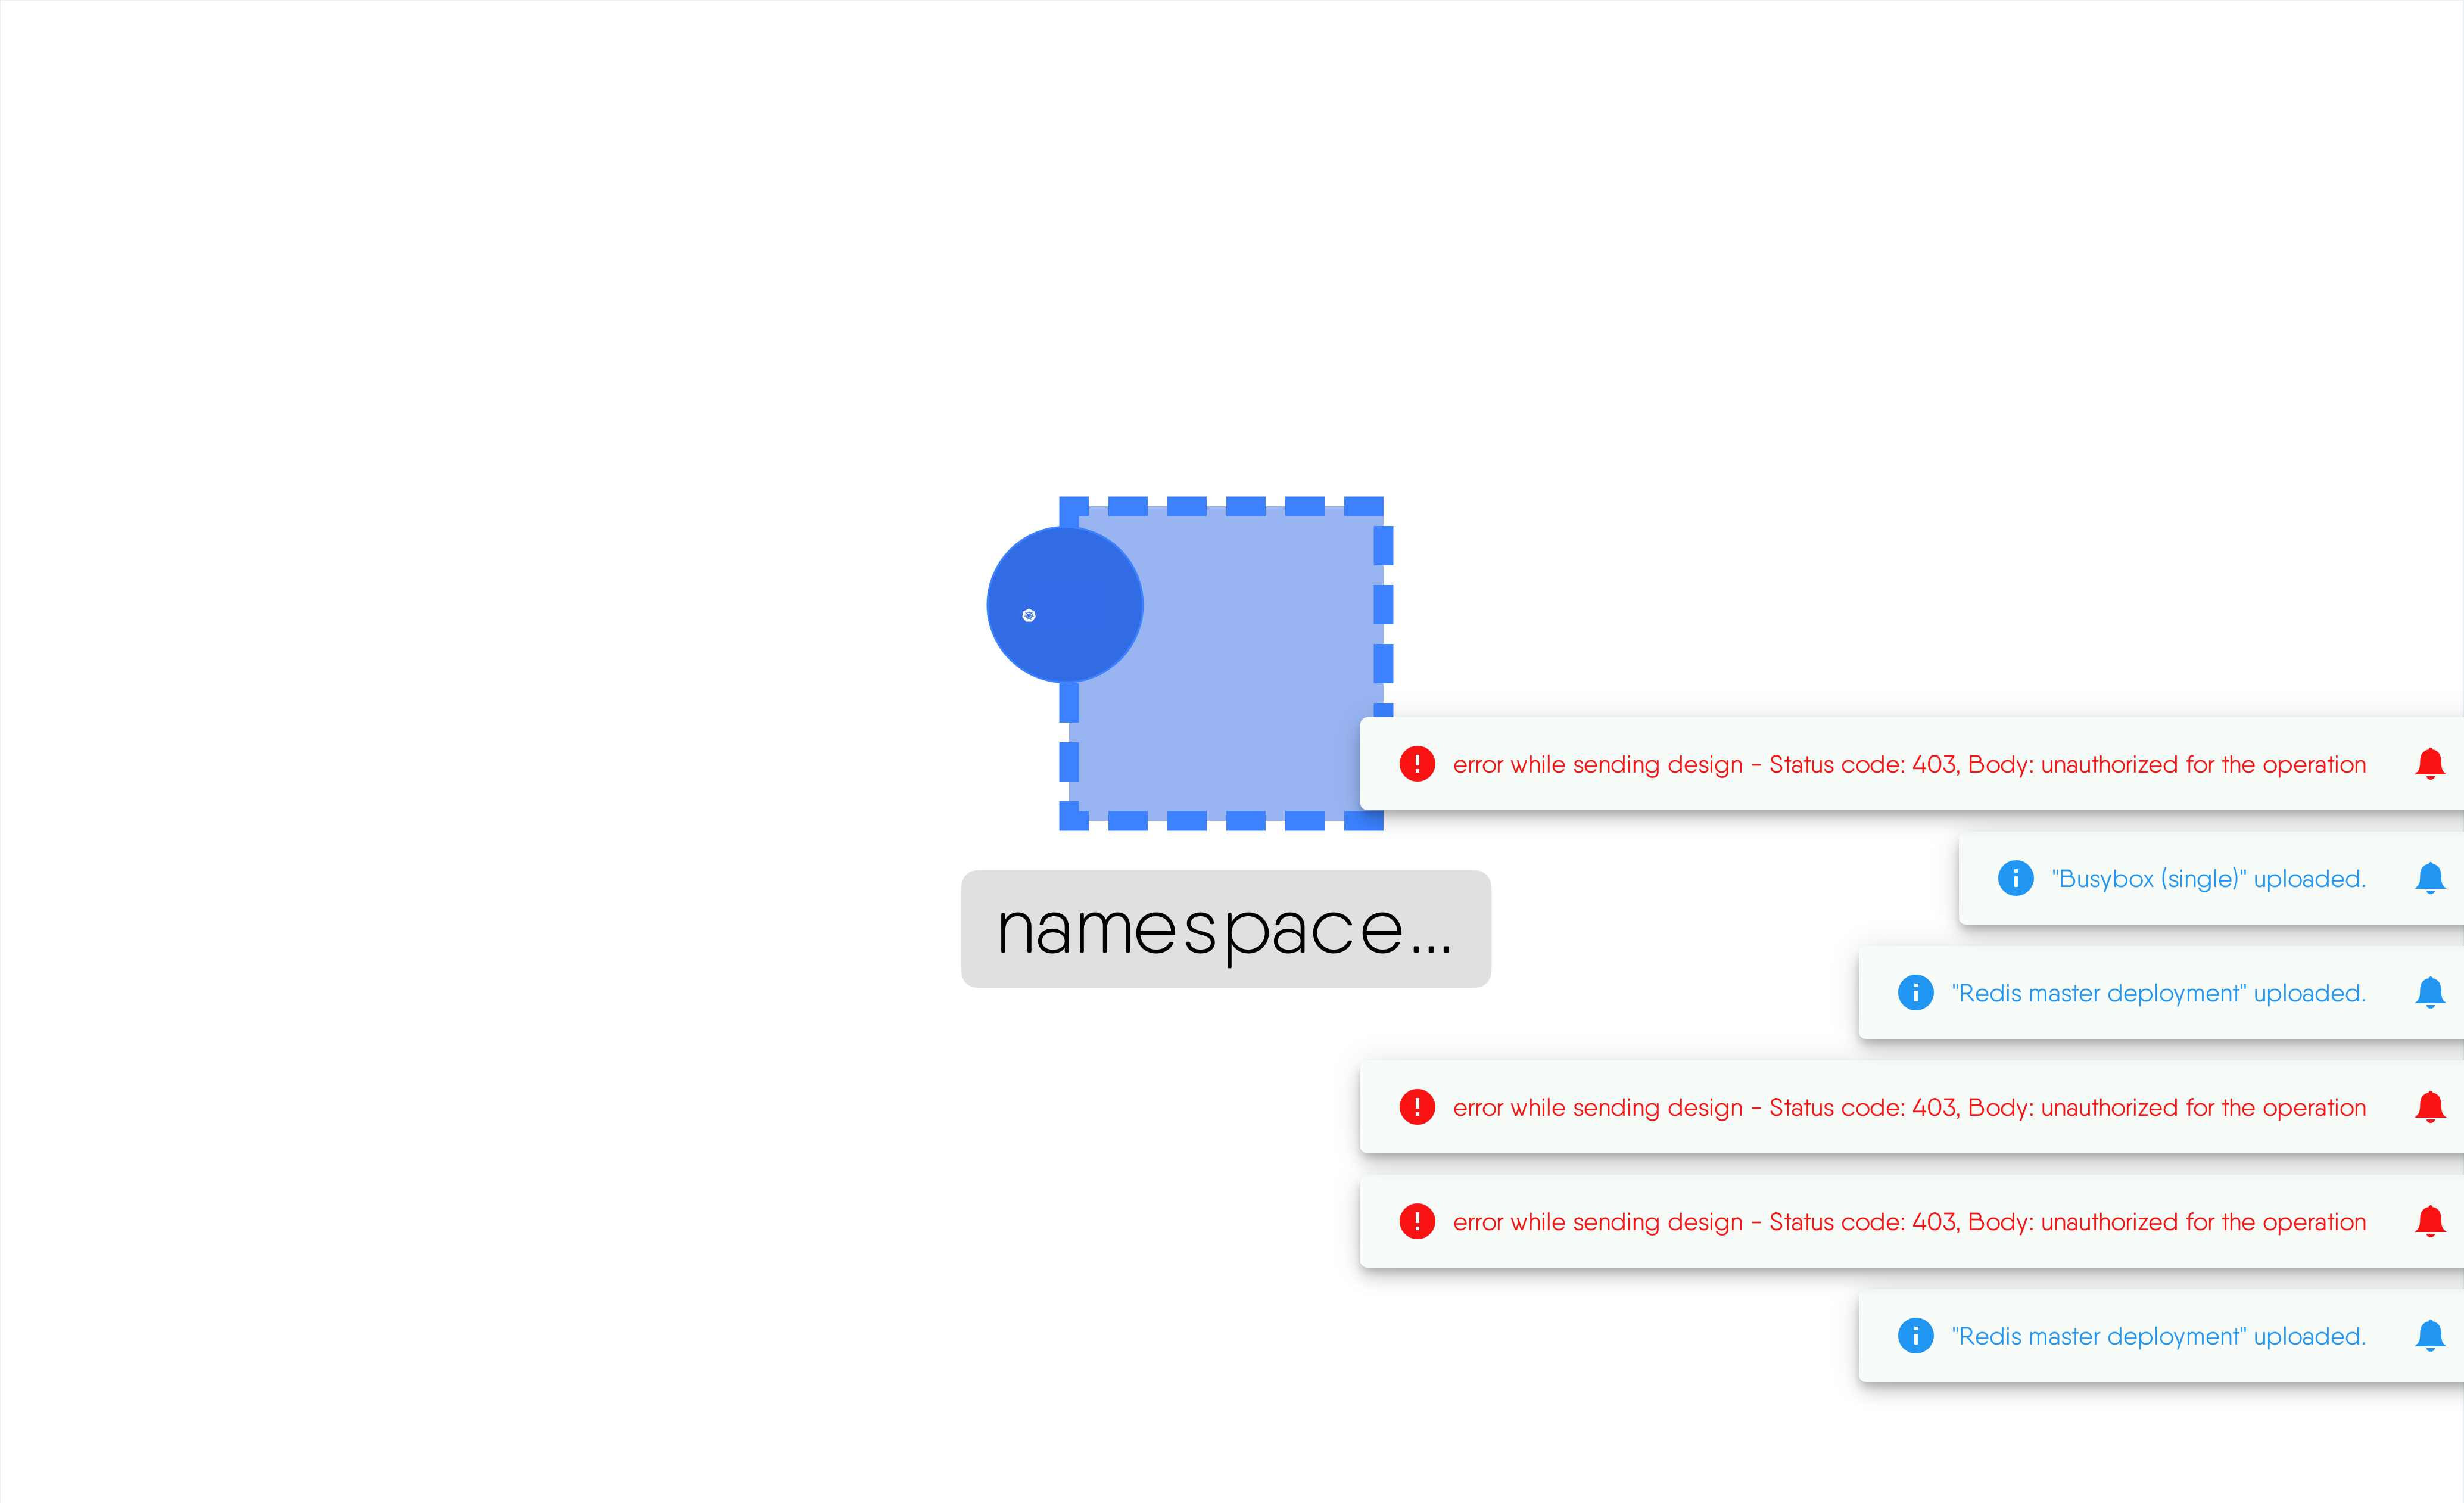 error while sending design - Status code: 403, Body: unauthorized for the operation
"Busybox (single)" uploaded.
namespace...
"Redis master deployment" uploaded.
error while sending design - Status code: 403, Body: unauthorized for the operation
error while sending design - Status code: 403, Body: unauthorized for the operation
"Redis master deployment" uploaded.